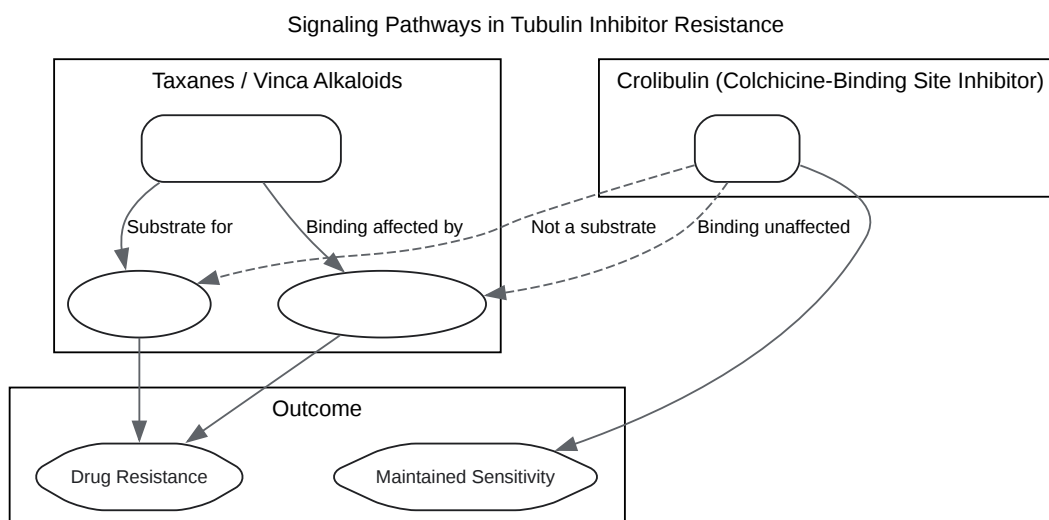 Signaling Pathways in Tubulin Inhibitor Resistance
Taxanes / Vinca Alkaloids
Crolibulin (Colchicine-Binding Site Inhibitor)
Substrate for
Binding affected by
Not a substrate
Binding unaffected
Outcome
Drug Resistance
Maintained Sensitivity